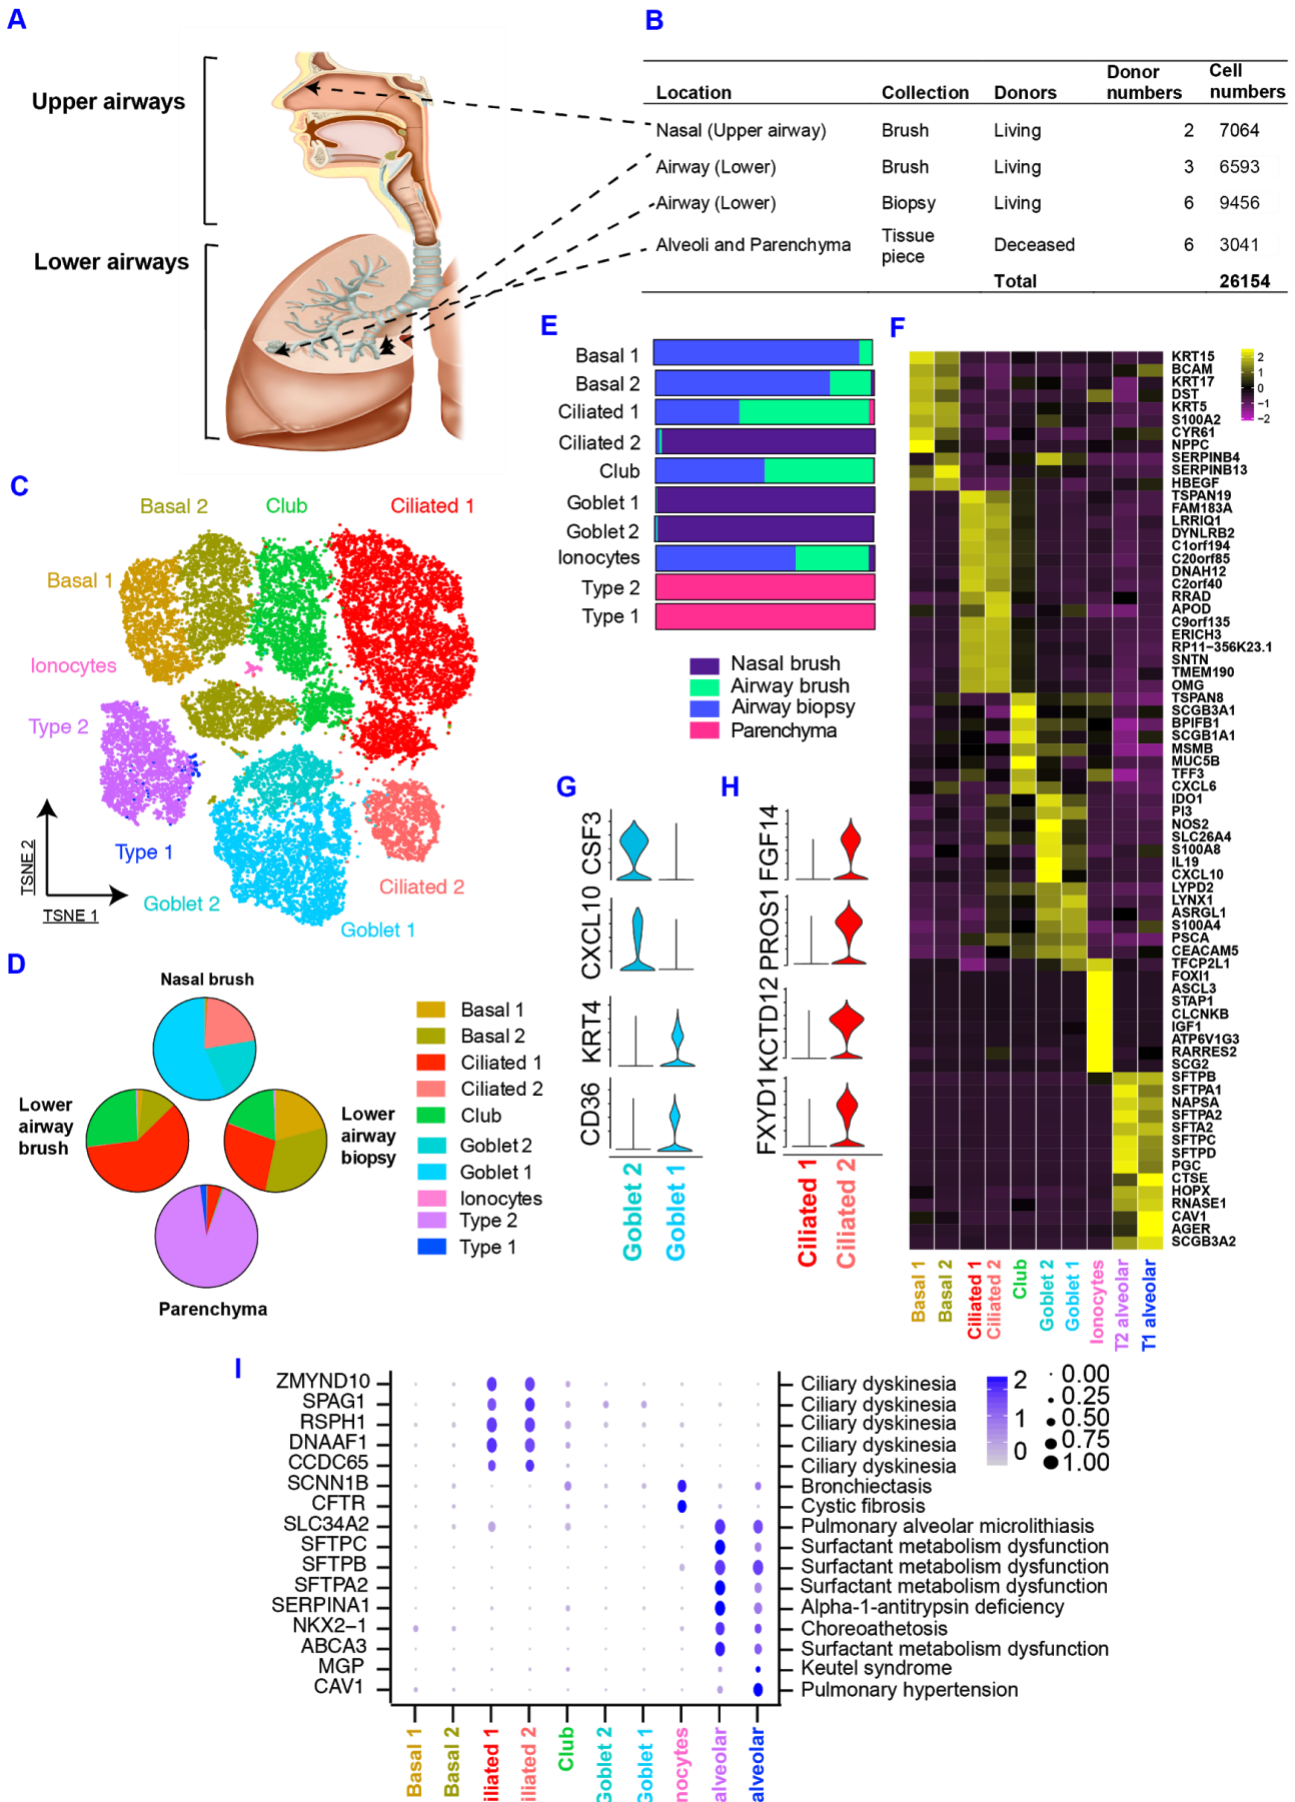 A
Upper airways
Lower airways
B
Location Collection Donors Donor numbers Cell numbers
Nasal (Upper airway) Brush Living 2 7064
Airway (Lower) Brush Living 3 6593
Airway (Lower) Biopsy Living 6 9456
Alveoli and Parenchyma Tissue piece Deceased 6 3041
Total 26154
C
Basal 2
Club
Ciliated 1
Basal 1
Ionocytes
Type 2
Type 1
Goblet 2
Goblet 1
Ciliated 2
TSNE 2
TSNE 1
D
Nasal brush
Lower airway brush
Lower airway biopsy
Parenchyma
Basal 1
Basal 2
Ciliated 1
Ciliated 2
Club
Goblet 2
Goblet 1
Ionocytes
Type 2
Type 1
E
Basal 1
Basal 2
Ciliated 1
Ciliated 2
Club
Goblet 1
Goblet 2
Ionocytes
Type 2
Type 1
Nasal brush
Airway brush
Airway biopsy
Parenchyma
F
2
1
0
−1
−2
KRT15
BCAM
KRT17
DST
KRT5
S100A2
CYR61
NPPC
SERPINB4
SERPINB13
HBEGF
TSPAN19
FAM183A
LRRIQ1
DYNLRB2
C1orf194
C20orf85
DNAH12
C2orf40
RRAD
APOD
C9orf135
ERICH3
RP11−356K23.1
SNTN
TMEM190
OMG
TSPAN8
SCGB3A1
BPIFB1
SCGB1A1
MSMB
MUC5B
TFF3
CXCL6
IDO1
PI3
NOS2
SLC26A4
S100A8
IL19
CXCL10
LYPD2
LYNX1
ASRGL1
S100A4
PSCA
CEACAM5
TFCP2L1
FOXI1
ASCL3
STAP1
CLCNKB
IGF1
ATP6V1G3
RARRES2
SCG2
SFTPB
SFTPA1
NAPSA
SFTPA2
SFTA2
SFTPC
SFTPD
PGC
CTSE
HOPX
RNASE1
CAV1
AGER
SCGB3A2
Basal 1
Basal 2
Ciliated 1
Ciliated 2
Club
Goblet 2
Goblet 1
Ionocytes
T2 alveolar
T1 alveolar
G
CSF3
CXCL10
KRT4
CD36
Goblet 2
Goblet 1
H
FGF14
PROS1
KCTD12
FXYD1
Ciliated 1
Ciliated 2
I
ZMYND10 Ciliary dyskinesia
SPAG1 Ciliary dyskinesia
RSPH1 Ciliary dyskinesia
DNAAF1 Ciliary dyskinesia
CCDC65 Ciliary dyskinesia
SCNN1B Bronchiectasis
CFTR Cystic fibrosis
SLC34A2 Pulmonary alveolar microlithiasis
SFTPC Surfactant metabolism dysfunction
SFTPB Surfactant metabolism dysfunction
SFTPA2 Surfactant metabolism dysfunction
SERPINA1 Alpha-1-antitrypsin deficiency
NKX2−1 Choreoathetosis
ABCA3 Surfactant metabolism dysfunction
MGP Keutel syndrome
CAV1 Pulmonary hypertension
2
1
0
0.00
0.25
0.50
0.75
1.00
Basal 1
Basal 2
iliated 1
iliated 2
Club
Goblet 2
Goblet 1
nocytes
alveolar
alveolar